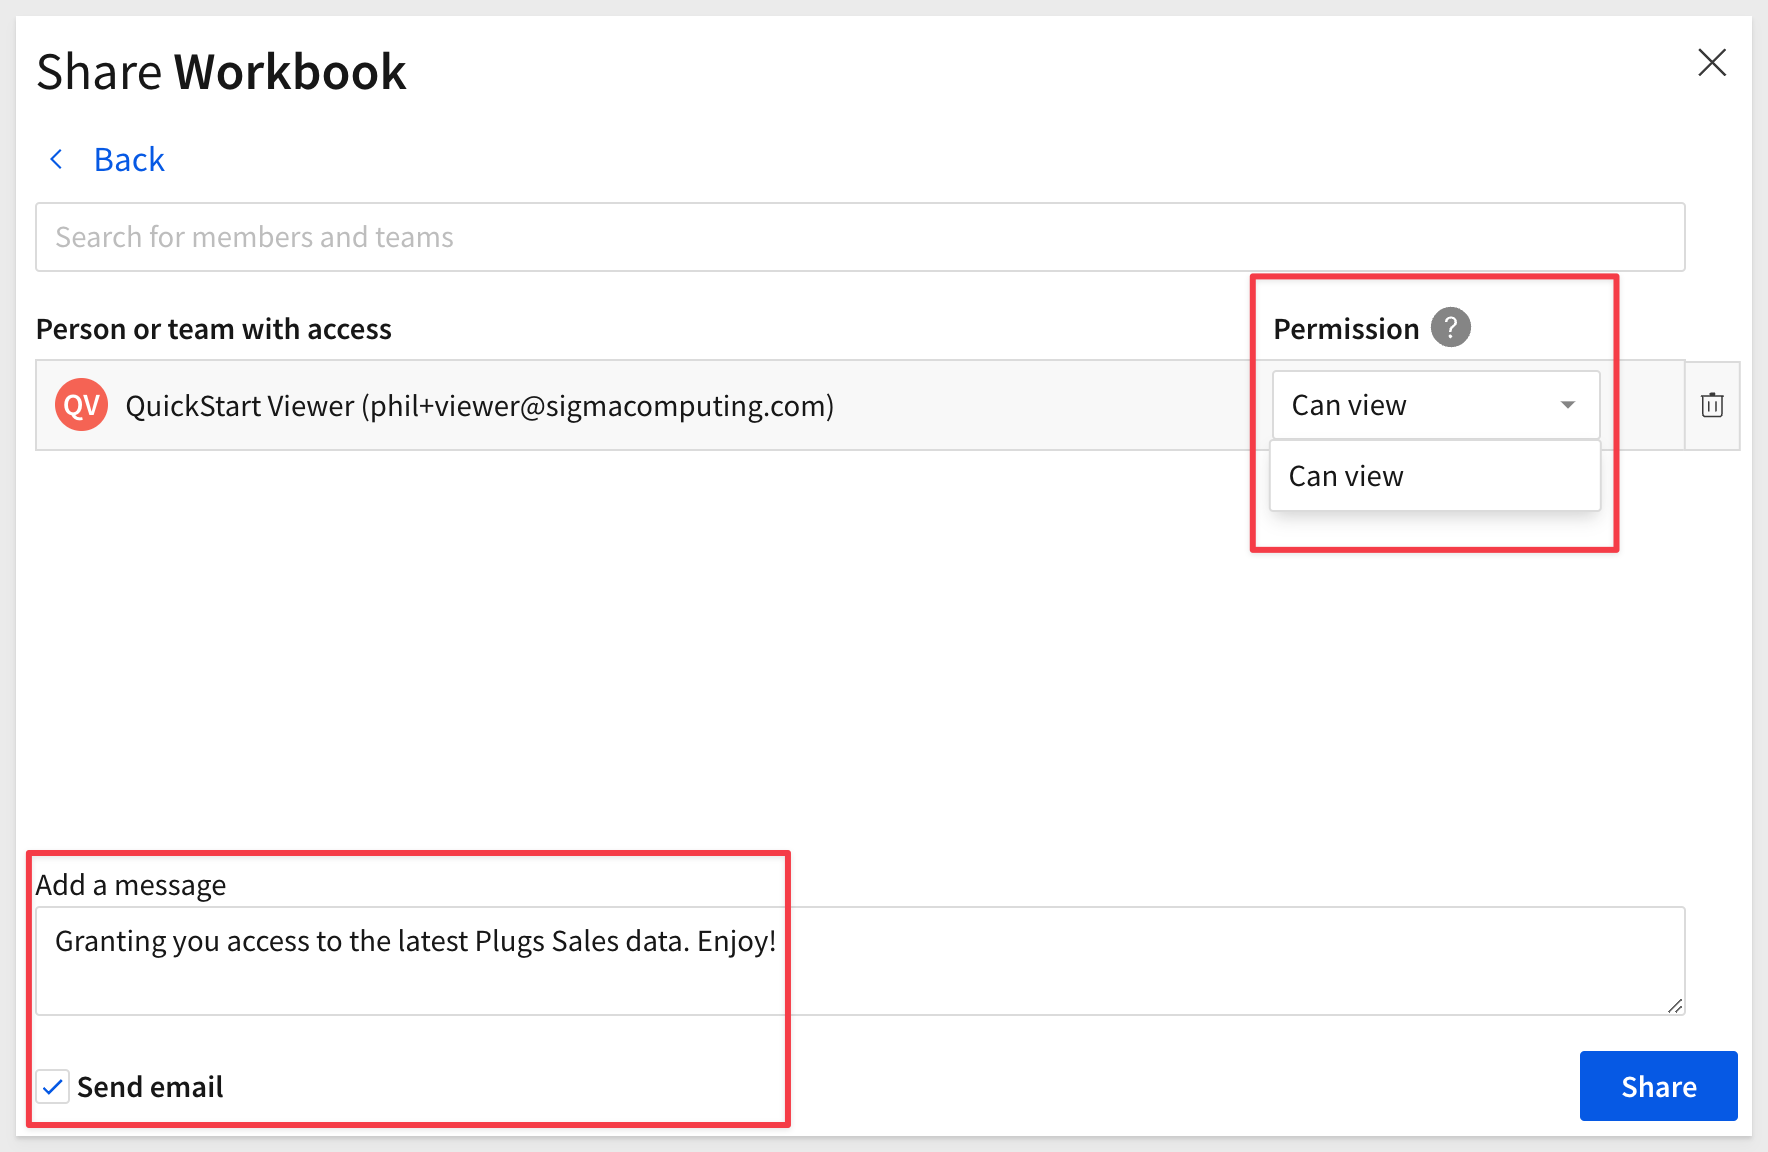 Share Workbook
Back
Search for members and teams
Person or team with access
Permission ?
QV QuickStart Viewer (phil+viewer@sigmacomputing.com)
Can view
Can view
Add a message
Granting you access to the latest Plugs Sales data. Enjoy!
Send email
Share